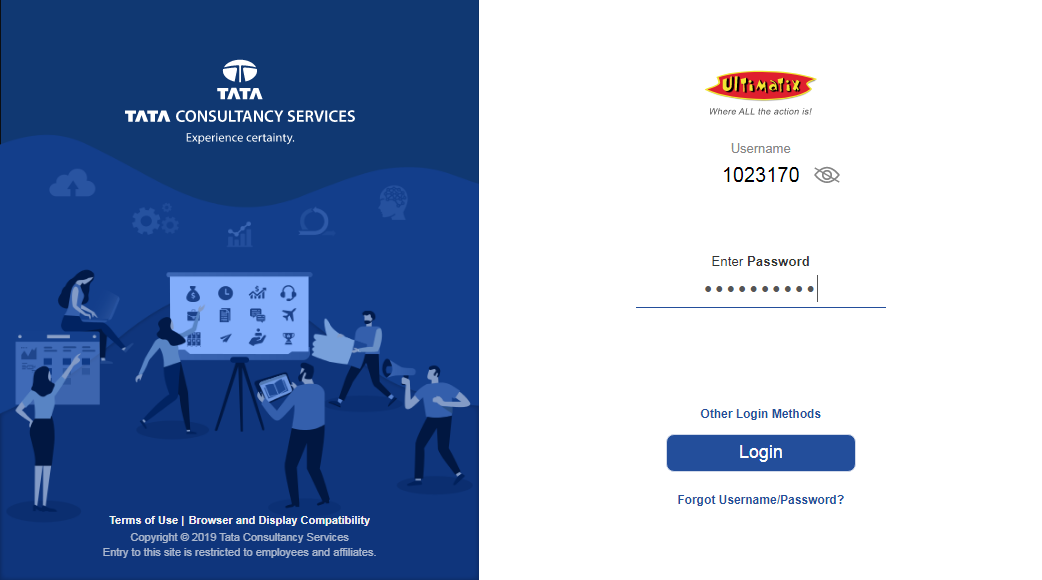 TATA
TATA CONSULTANCY SERVICES
Experience certainty.
Terms of Use | Browser and Display Compatibility
Copyright © 2019 Tata Consultancy Services
Entry to this site is restricted to employees and affiliates.
Ultimatix
Where ALL the action is!
Username
1023170
Enter Password
••••••••••
Other Login Methods
Login
Forgot Username/Password?